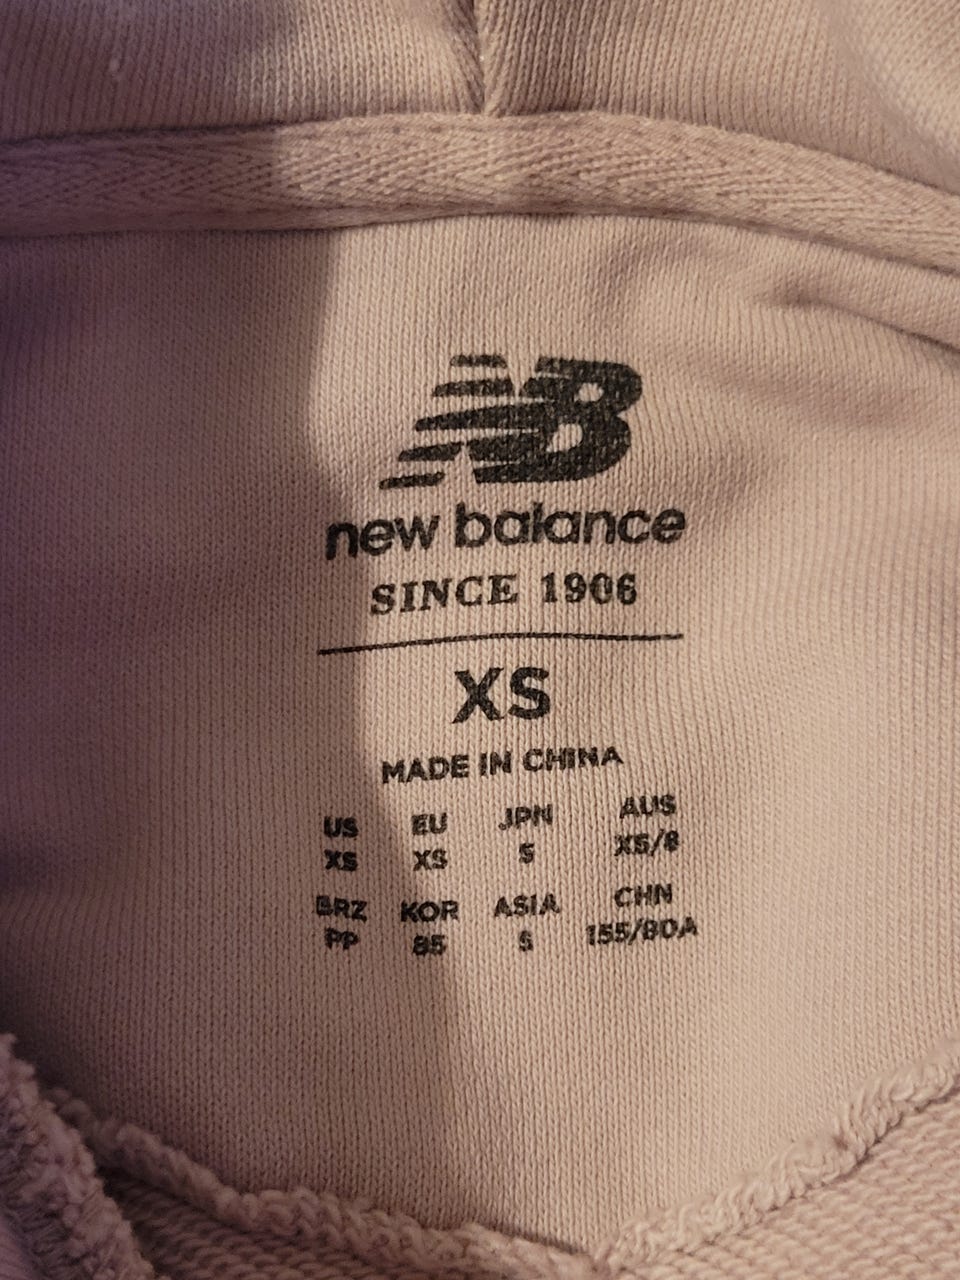 NB
new balance
SINCE 1906
XS
MADE IN CHINA
US EU JPN AUS
XS XS S XS/8
BRZ KOR ASIA CHN
PP 85 S 155/80A